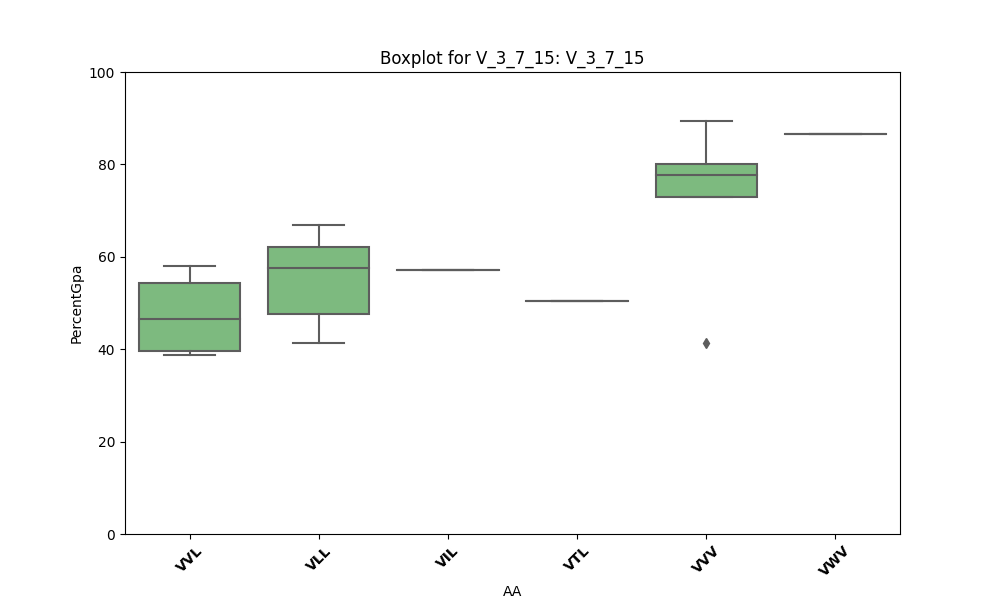 Boxplot for V_3_7_15: V_3_7_15
100
80
60
40
20
0
PercentGpa
VVL
VLL
VIL
VTL
VVV
VWV
AA